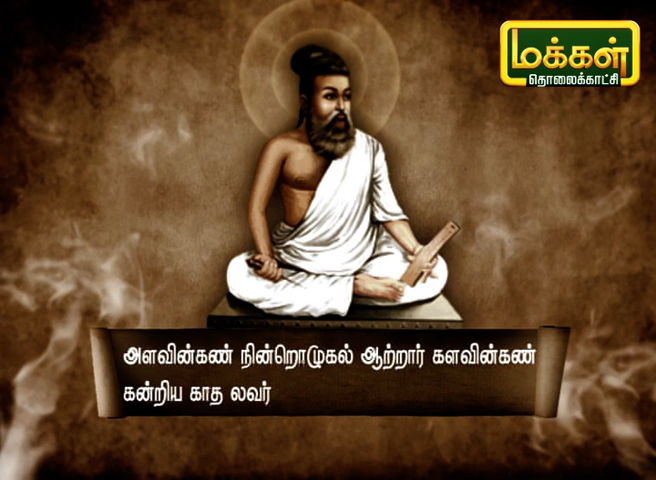 மக்கள்
தொலைக்காட்சி
அளவின்கண் நின்றொழுகல் ஆற்றார் களவின்கண்
கன்றிய காத லவர்